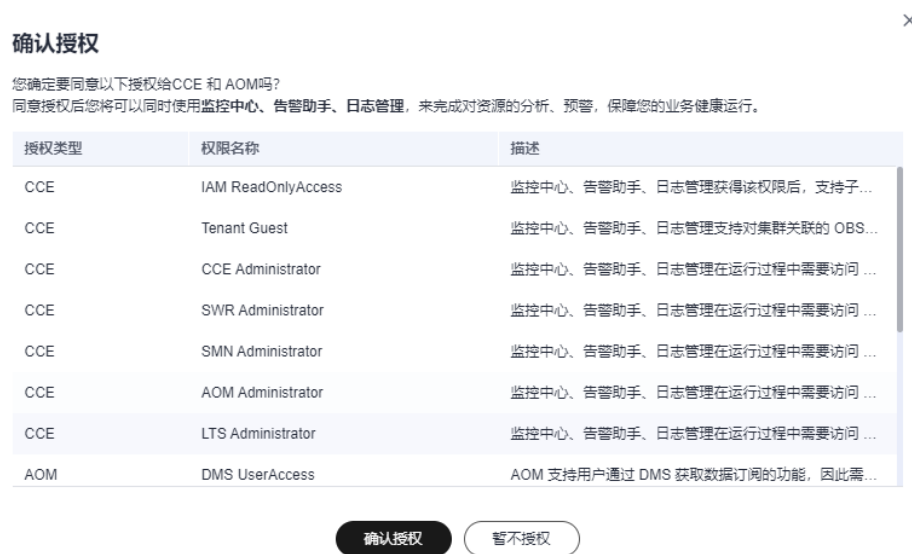 确认授权
您确定要同意以下授权给CCE 和 AOM吗?
同意授权后您将可以同时使用监控中心、告警助手、日志管理，来完成对资源的分析、预警，保障您的业务健康运行。
授权类型 权限名称 描述
CCE IAM ReadOnlyAccess 监控中心、告警助手、日志管理获得该权限后，支持子...
CCE Tenant Guest 监控中心、告警助手、日志管理支持对集群关联的 OBS...
CCE CCE Administrator 监控中心、告警助手、日志管理在运行过程中需要访问 ...
CCE SWR Administrator 监控中心、告警助手、日志管理在运行过程中需要访问 ...
CCE SMN Administrator 监控中心、告警助手、日志管理在运行过程中需要访问 ...
CCE AOM Administrator 监控中心、告警助手、日志管理在运行过程中需要访问 ...
CCE LTS Administrator 监控中心、告警助手、日志管理在运行过程中需要访问 ...
AOM DMS UserAccess AOM 支持用户通过 DMS 获取数据订阅的功能，因此需...
确认授权 暂不授权